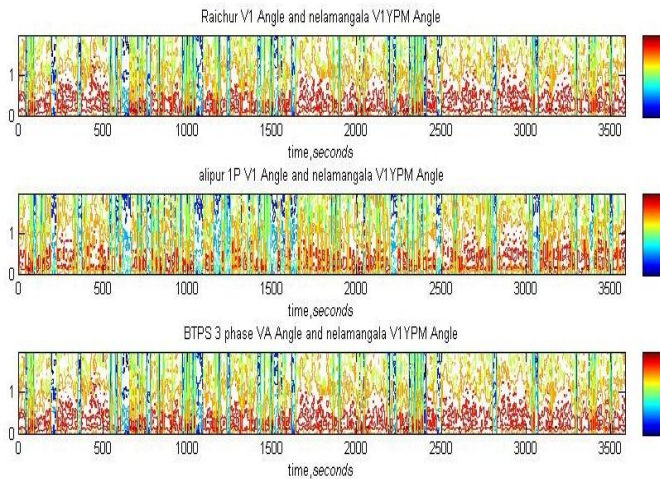 Raichur V1 Angle and nelamangala V1YPM Angle
1
0
0 500 1000 1500 2000 2500 3000 3500
time,seconds
alipur 1P V1 Angle and nelamangala V1YPM Angle
1
0
0 500 1000 1500 2000 2500 3000 3500
time,seconds
BTPS 3 phase VA Angle and nelamangala V1YPM Angle
1
0
0 500 1000 1500 2000 2500 3000 3500
time,seconds